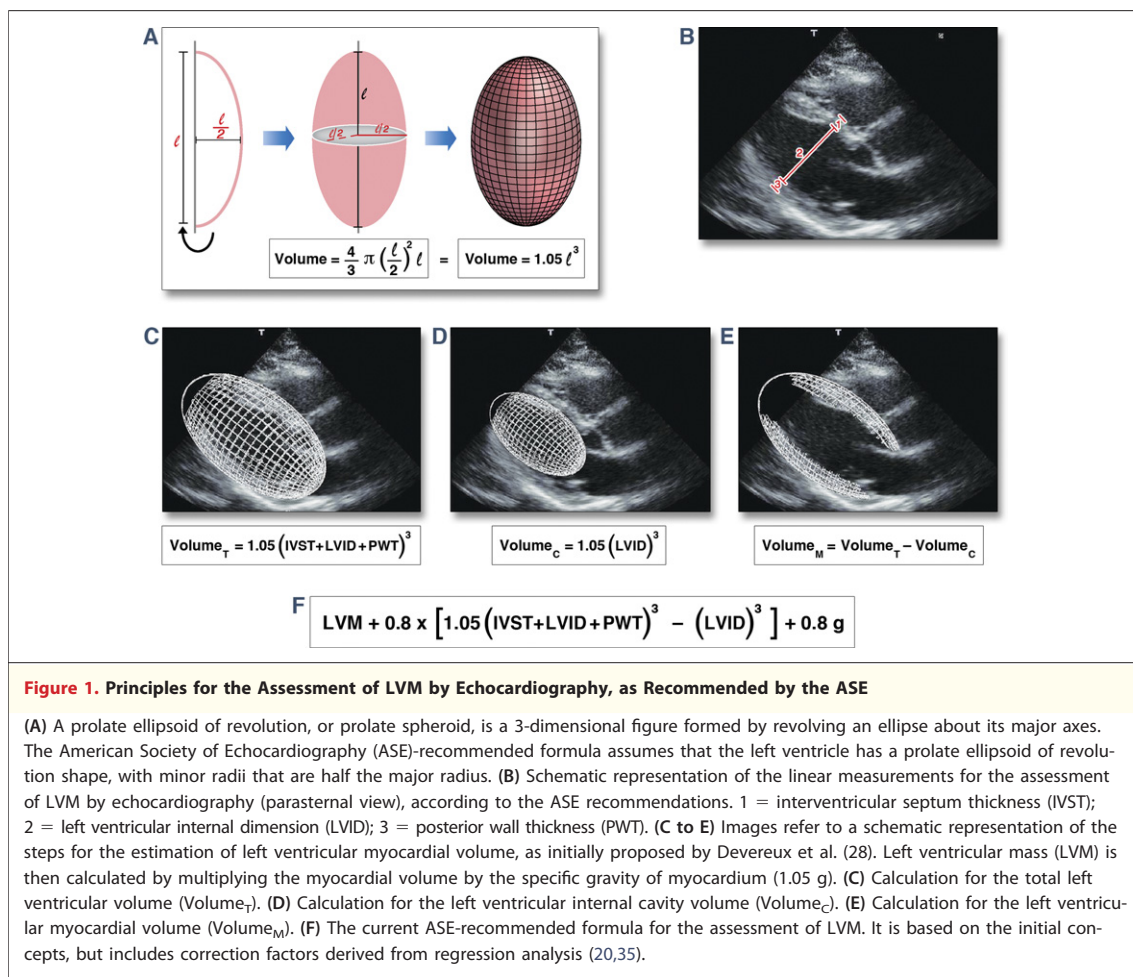 A
B
T
l
l/2
l
l/2
l/2
Volume = 4/3 π (l/2)² l = Volume = 1.05 l³
1
2
3
C
D
E
T
T
T
Volume_T = 1.05 (IVST+LVID+PWT)³
Volume_C = 1.05 (LVID)³
Volume_M = Volume_T – Volume_C
F
LVM + 0.8 x [1.05 (IVST+LVID+PWT)³ – (LVID)³] + 0.8 g
Figure 1. Principles for the Assessment of LVM by Echocardiography, as Recommended by the ASE
(A) A prolate ellipsoid of revolution, or prolate spheroid, is a 3-dimensional figure formed by revolving an ellipse about its major axes.
The American Society of Echocardiography (ASE)-recommended formula assumes that the left ventricle has a prolate ellipsoid of revolu-
tion shape, with minor radii that are half the major radius. (B) Schematic representation of the linear measurements for the assessment
of LVM by echocardiography (parasternal view), according to the ASE recommendations. 1 = interventricular septum thickness (IVST);
2 = left ventricular internal dimension (LVID); 3 = posterior wall thickness (PWT). (C to E) Images refer to a schematic representation of the
steps for the estimation of left ventricular myocardial volume, as initially proposed by Devereux et al. (28). Left ventricular mass (LVM) is
then calculated by multiplying the myocardial volume by the specific gravity of myocardium (1.05 g). (C) Calculation for the total left
ventricular volume (Volume_T). (D) Calculation for the left ventricular internal cavity volume (Volume_C). (E) Calculation for the left ventricu-
lar myocardial volume (Volume_M). (F) The current ASE-recommended formula for the assessment of LVM. It is based on the initial con-
cepts, but includes correction factors derived from regression analysis (20,35).